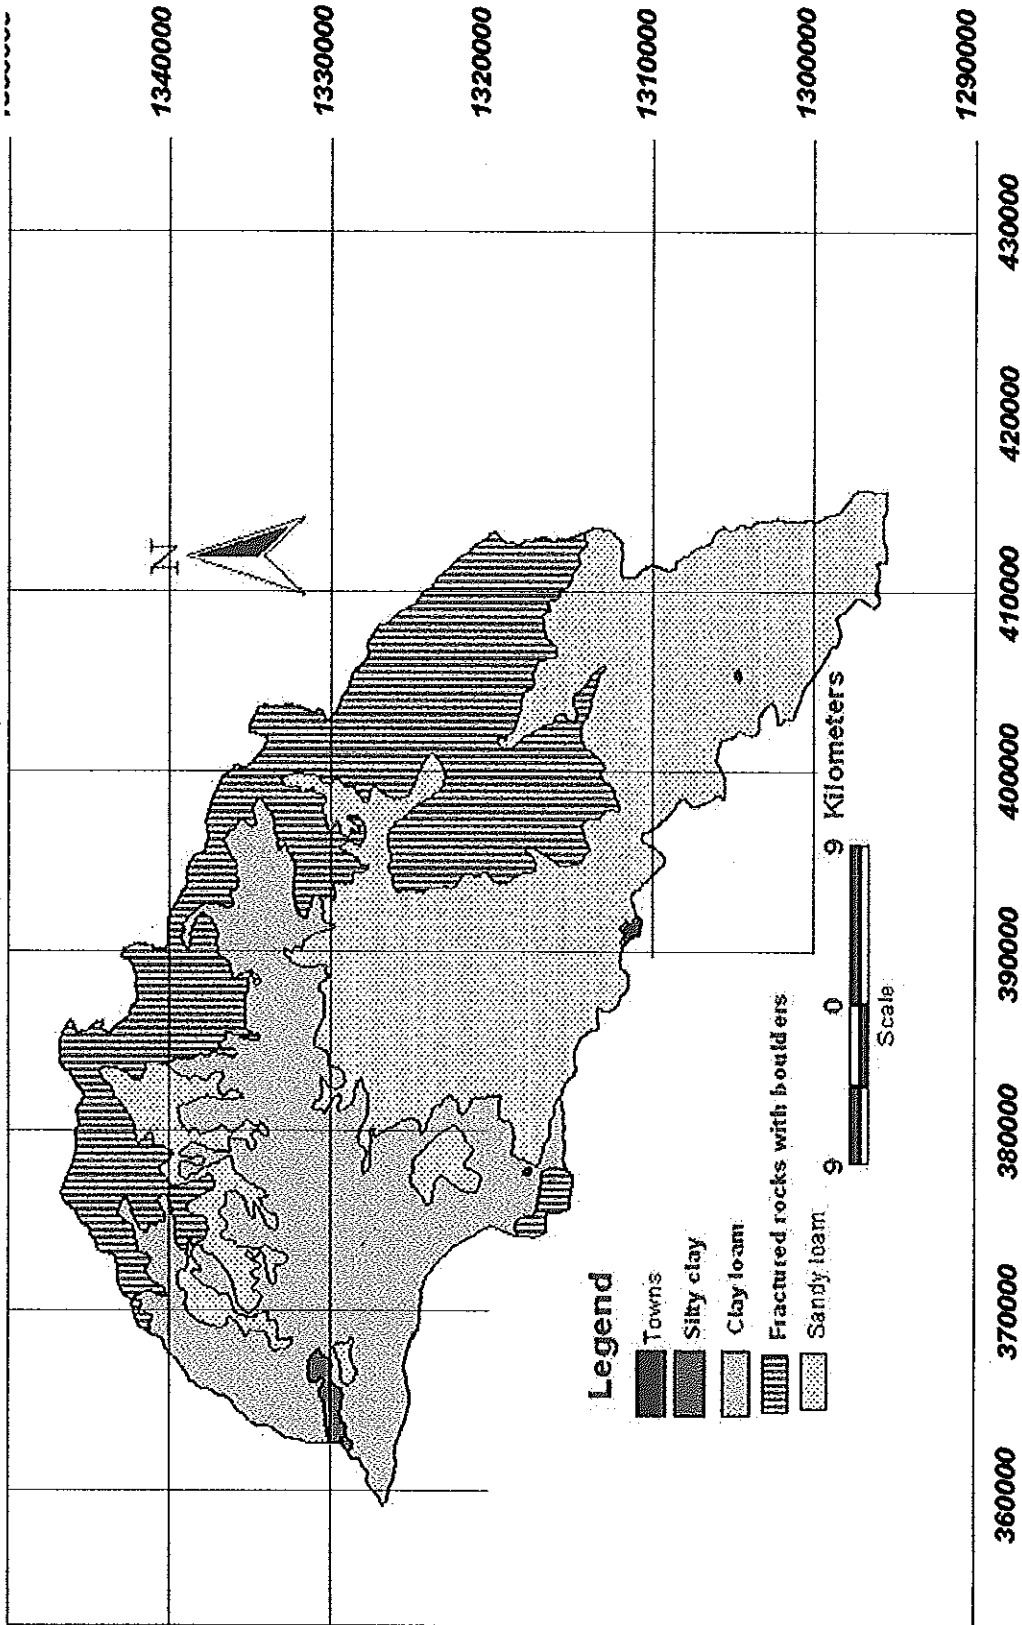 1340000
1330000
1320000
1310000
1300000
1290000
N
430000
420000
410000
400000
390000
380000
370000
360000
Legend
Towns
Silty clay
Clay loam
Fractured rocks with boulders
Sandy loam
9 0 9 Kilometers
Scale